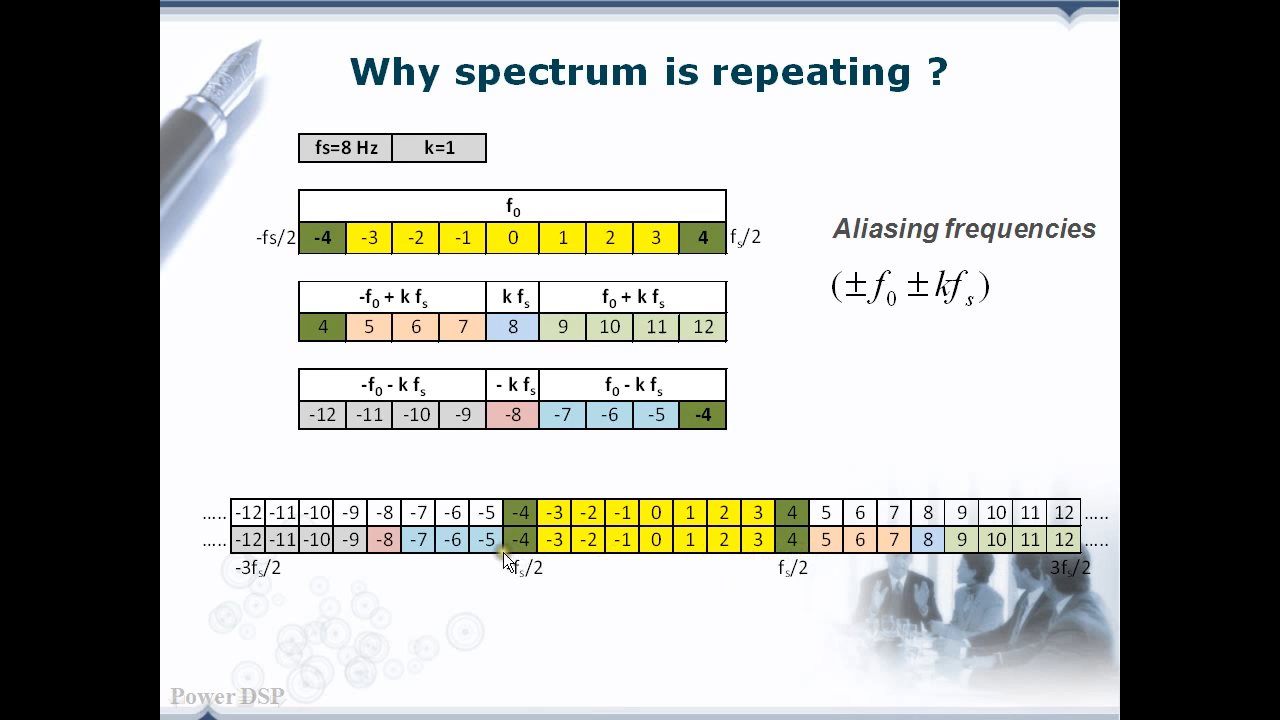 Why spectrum is repeating ?
fs=8 Hz k=1
f₀
-fs/2 -4 -3 -2 -1 0 1 2 3 4 fₛ/2
Aliasing frequencies
-f₀ + k fₛ k fₛ f₀ + k fₛ
(±f₀ ±kfₛ)
4 5 6 7 8 9 10 11 12
-f₀ - k fₛ - k fₛ f₀ - k fₛ
-12 -11 -10 -9 -8 -7 -6 -5 -4
..... -12 -11 -10 -9 -8 -7 -6 -5 -4 -3 -2 -1 0 1 2 3 4 5 6 7 8 9 10 11 12 .....
..... -12 -11 -10 -9 -8 -7 -6 -5 -4 -3 -2 -1 0 1 2 3 4 5 6 7 8 9 10 11 12 .....
-3fₛ/2 fₛ/2 fₛ/2 3fₛ/2
Power DSP